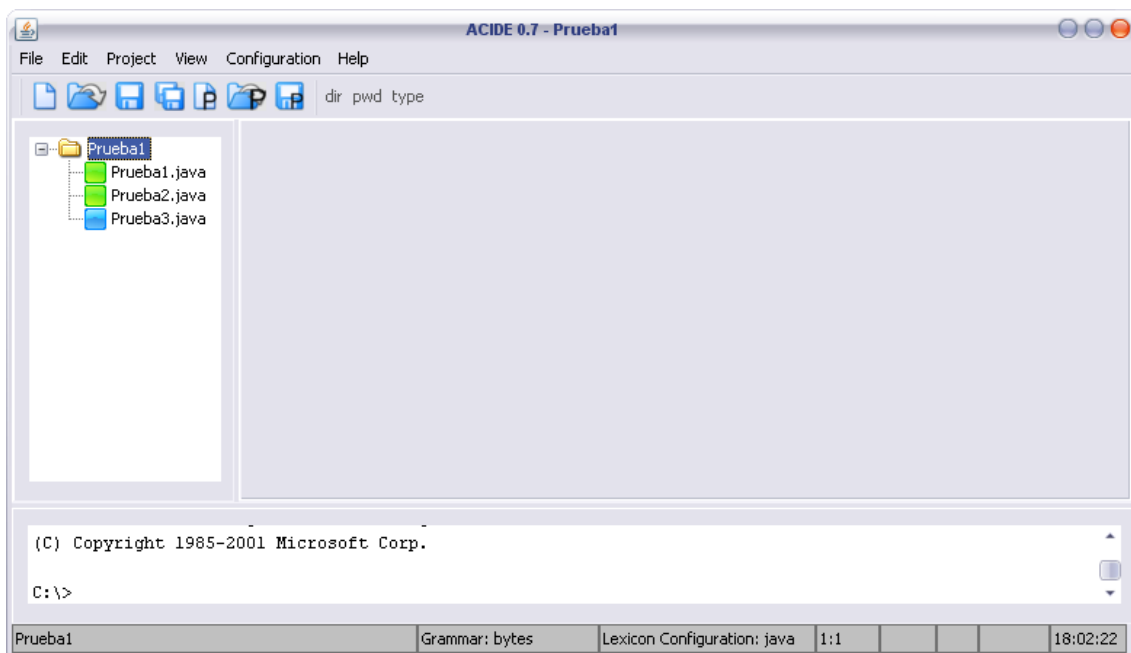 ACIDE 0.7 - Prueba1
File Edit Project View Configuration Help
P P P dir pwd type
Prueba1
Prueba1.java
Prueba2.java
Prueba3.java
(C) Copyright 1985-2001 Microsoft Corp.
C:\>
Prueba1 Grammar: bytes Lexicon Configuration: java 1:1 18:02:22